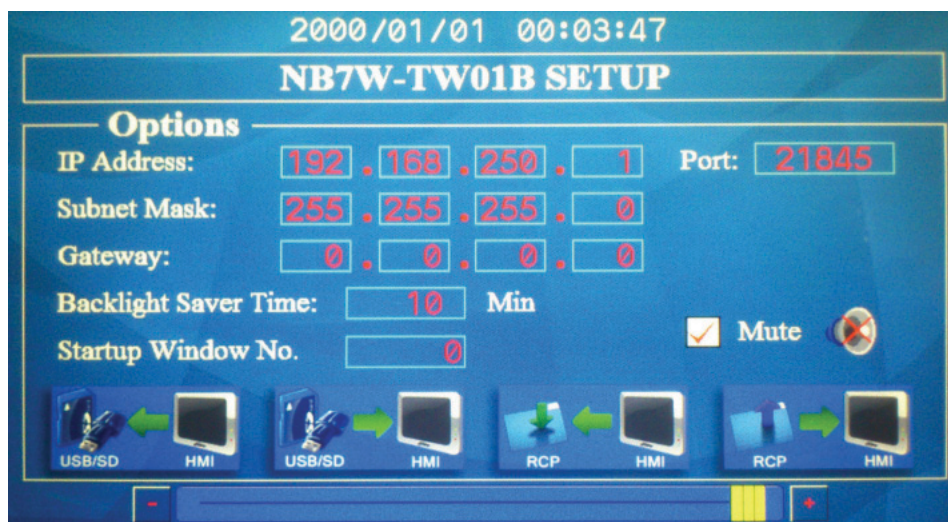 2000/01/01 00:03:47
NB7W-TW01B SETUP
Options
IP Address: 192 . 168 . 250 . 1 Port: 21845
Subnet Mask: 255 . 255 . 255 . 0
Gateway: 0 . 0 . 0 . 0
Backlight Saver Time: 10 Min
Mute
Startup Window No. 0
USB/SD HMI USB/SD HMI RCP HMI RCP HMI
- +